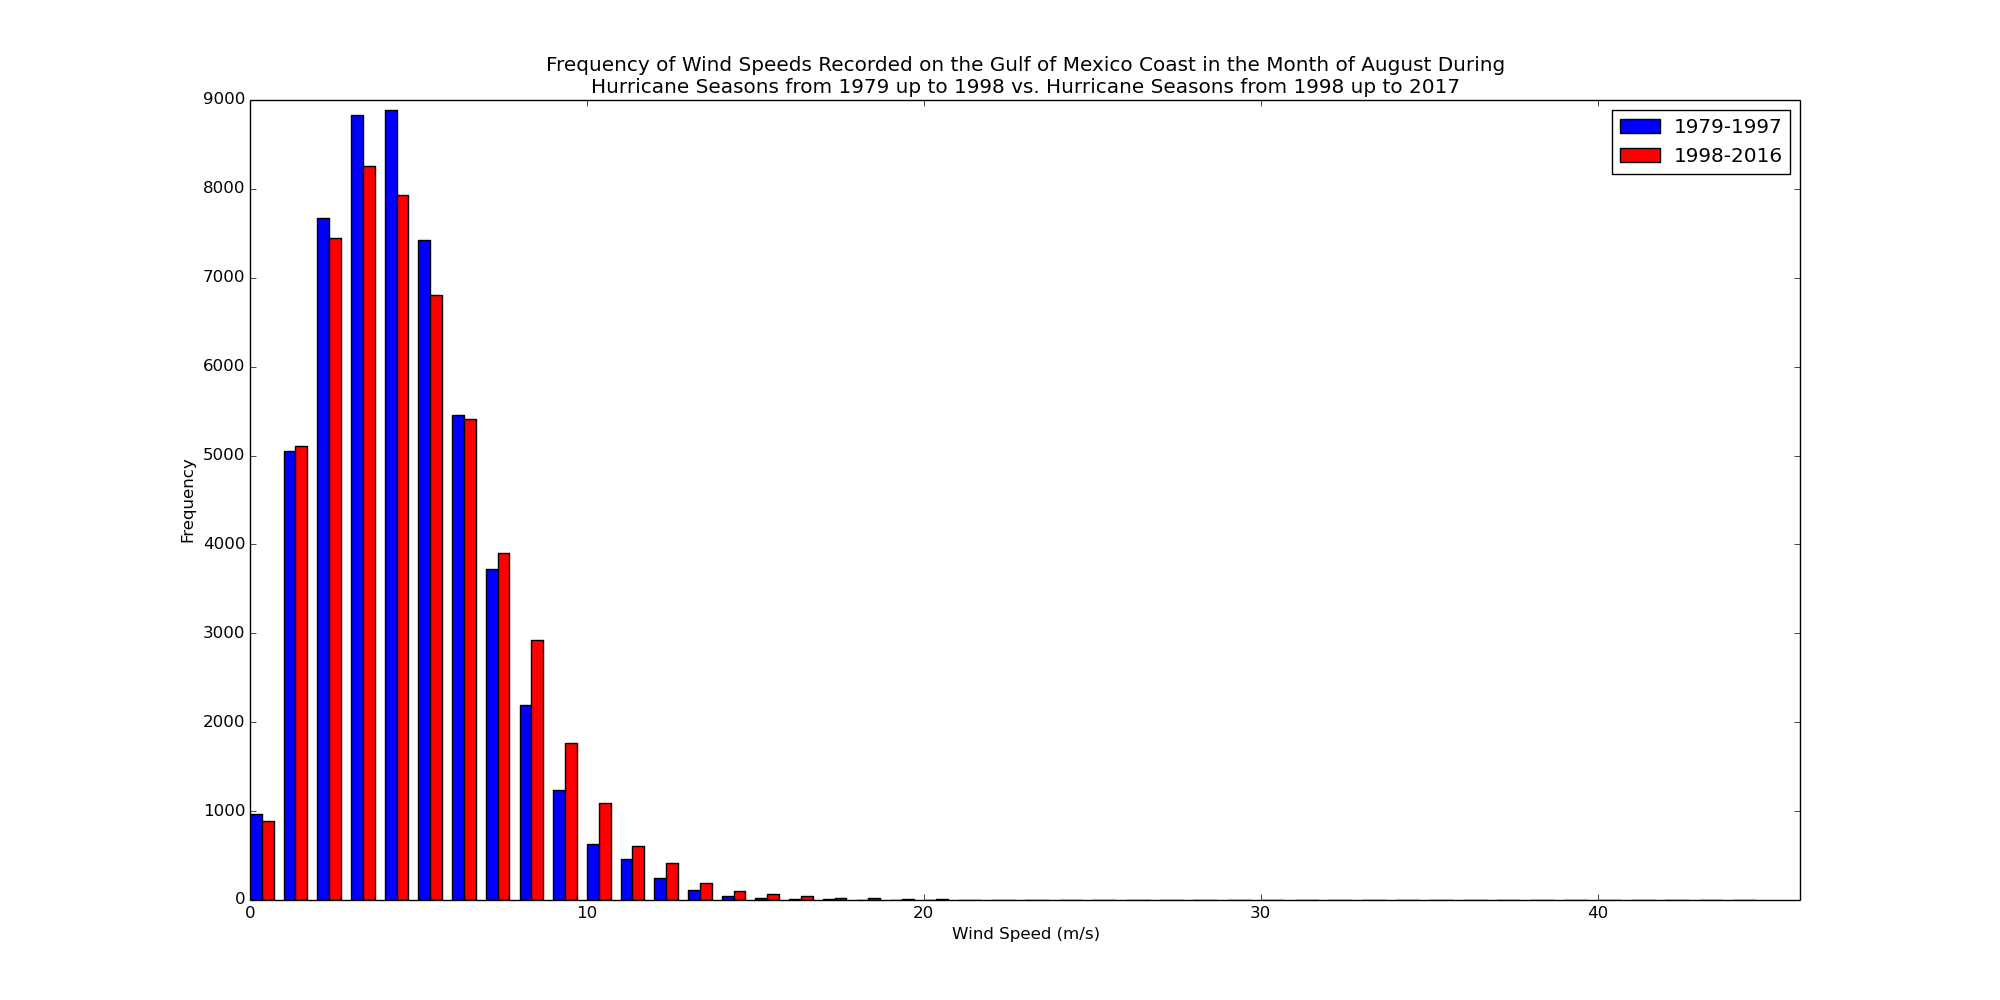 Frequency of Wind Speeds Recorded on the Gulf of Mexico Coast in the Month of August During
Hurricane Seasons from 1979 up to 1998 vs. Hurricane Seasons from 1998 up to 2017
1979-1997
1998-2016
9000
8000
7000
6000
5000
4000
3000
2000
1000
0
Frequency
0 10 20 30 40
Wind Speed (m/s)